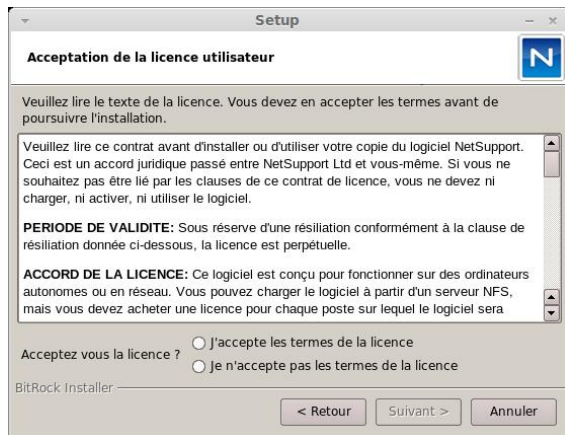 Setup
Acceptation de la licence utilisateur
N
Veuillez lire le texte de la licence. Vous devez en accepter les termes avant de
poursuivre l'installation.
Veuillez lire ce contrat avant d'installer ou d'utiliser votre copie du logiciel NetSupport.
Ceci est un accord juridique passé entre NetSupport Ltd et vous-même. Si vous ne
souhaitez pas être lié par les clauses de ce contrat de licence, vous ne devez ni
charger, ni activer, ni utiliser le logiciel.
PERIODE DE VALIDITE: Sous réserve d'une résiliation conformément à la clause de
résiliation donnée ci-dessous, la licence est perpétuelle.
ACCORD DE LA LICENCE: Ce logiciel est conçu pour fonctionner sur des ordinateurs
autonomes ou en réseau. Vous pouvez charger le logiciel à partir d'un serveur NFS,
mais vous devez acheter une licence pour chaque poste sur lequel le logiciel sera
Acceptez vous la licence ?
J'accepte les termes de la licence
Je n'accepte pas les termes de la licence
BitRock Installer
< Retour
Suivant >
Annuler